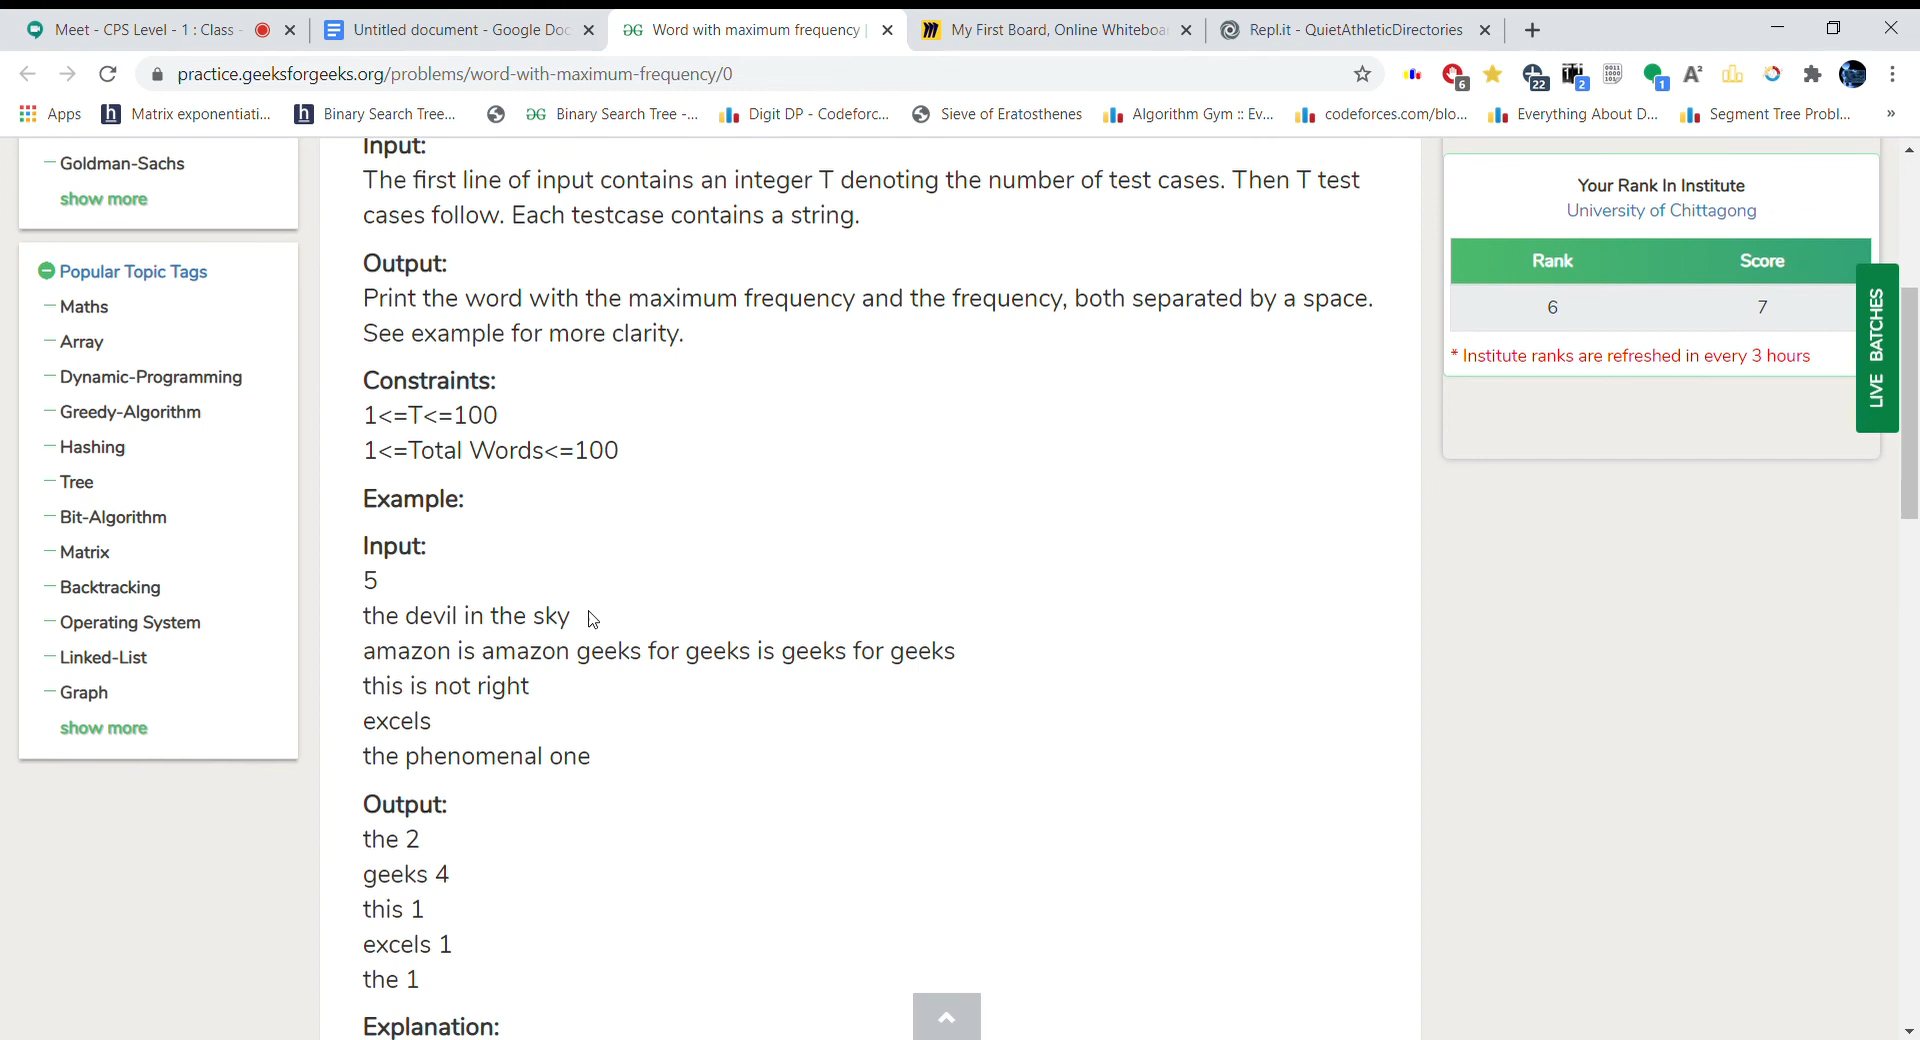 Meet - CPS Level - 1 : Class -
Untitled document - Google Doc
Word with maximum frequency |
My First Board, Online Whiteboa
Repl.it - QuietAthleticDirectories
practice.geeksforgeeks.org/problems/word-with-maximum-frequency/0
6
22
2
1
Apps
Matrix exponentiati...
Binary Search Tree...
Binary Search Tree -...
Digit DP - Codeforc...
Sieve of Eratosthenes
Algorithm Gym :: Ev...
codeforces.com/blo...
Everything About D...
Segment Tree Probl...
»
Goldman-Sachs
show more
Popular Topic Tags
Maths
Array
Dynamic-Programming
Greedy-Algorithm
Hashing
Tree
Bit-Algorithm
Matrix
Backtracking
Operating System
Linked-List
Graph
show more
Input:
The first line of input contains an integer T denoting the number of test cases. Then T test
cases follow. Each testcase contains a string.
Output:
Print the word with the maximum frequency and the frequency, both separated by a space.
See example for more clarity.
Constraints:
1<=T<=100
1<=Total Words<=100
Example:
Input:
5
the devil in the sky
amazon is amazon geeks for geeks is geeks for geeks
this is not right
excels
the phenomenal one
Output:
the 2
geeks 4
this 1
excels 1
the 1
Explanation:
Your Rank In Institute
University of Chittagong
Rank Score
6 7
* Institute ranks are refreshed in every 3 hours
LIVE BATCHES